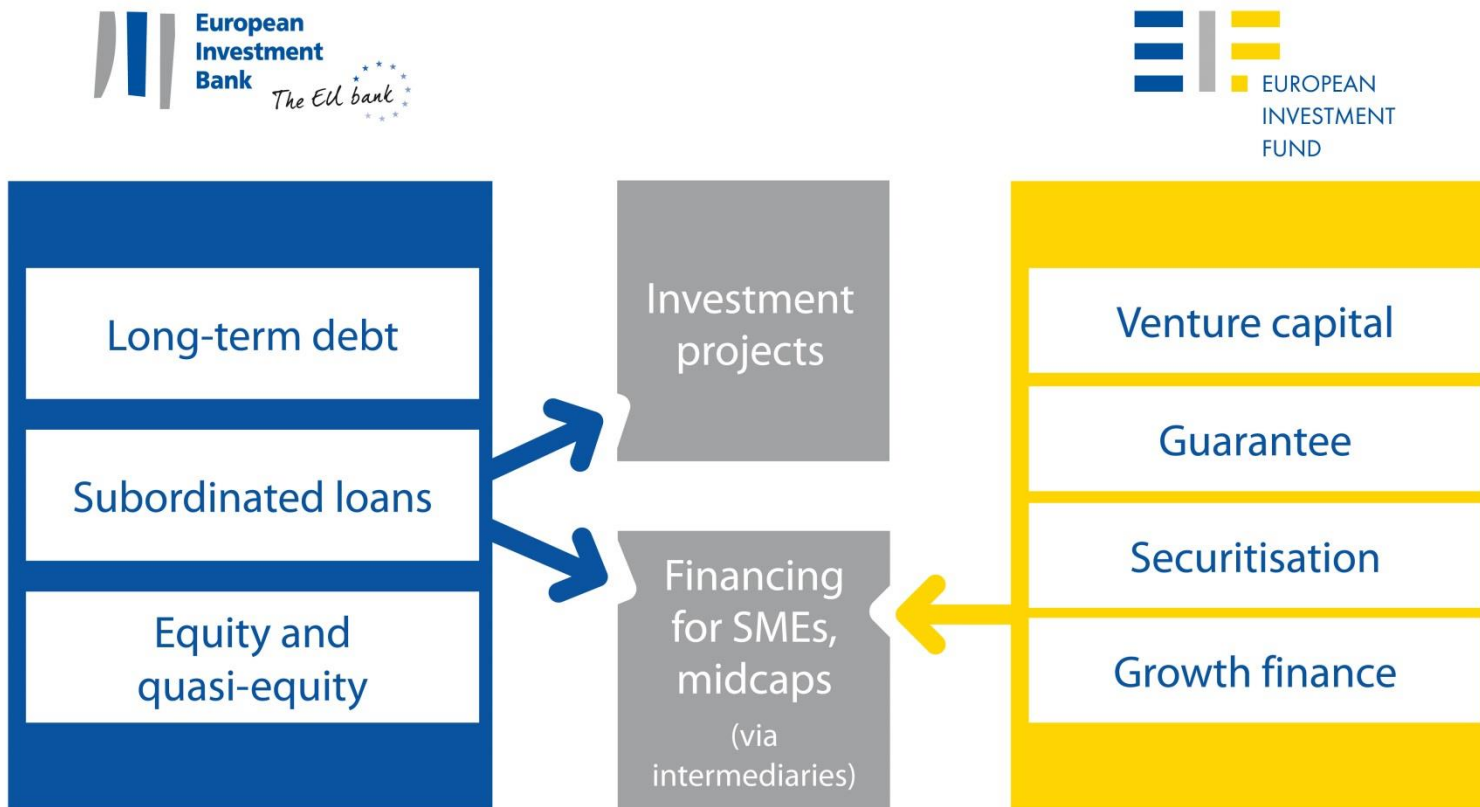 European
Investment
Bank
The EU bank
EUROPEAN
INVESTMENT
FUND
Long-term debt
Subordinated loans
Equity and
quasi-equity
Investment
projects
Financing
for SMEs,
midcaps
(via
intermediaries)
Venture capital
Guarantee
Securitisation
Growth finance